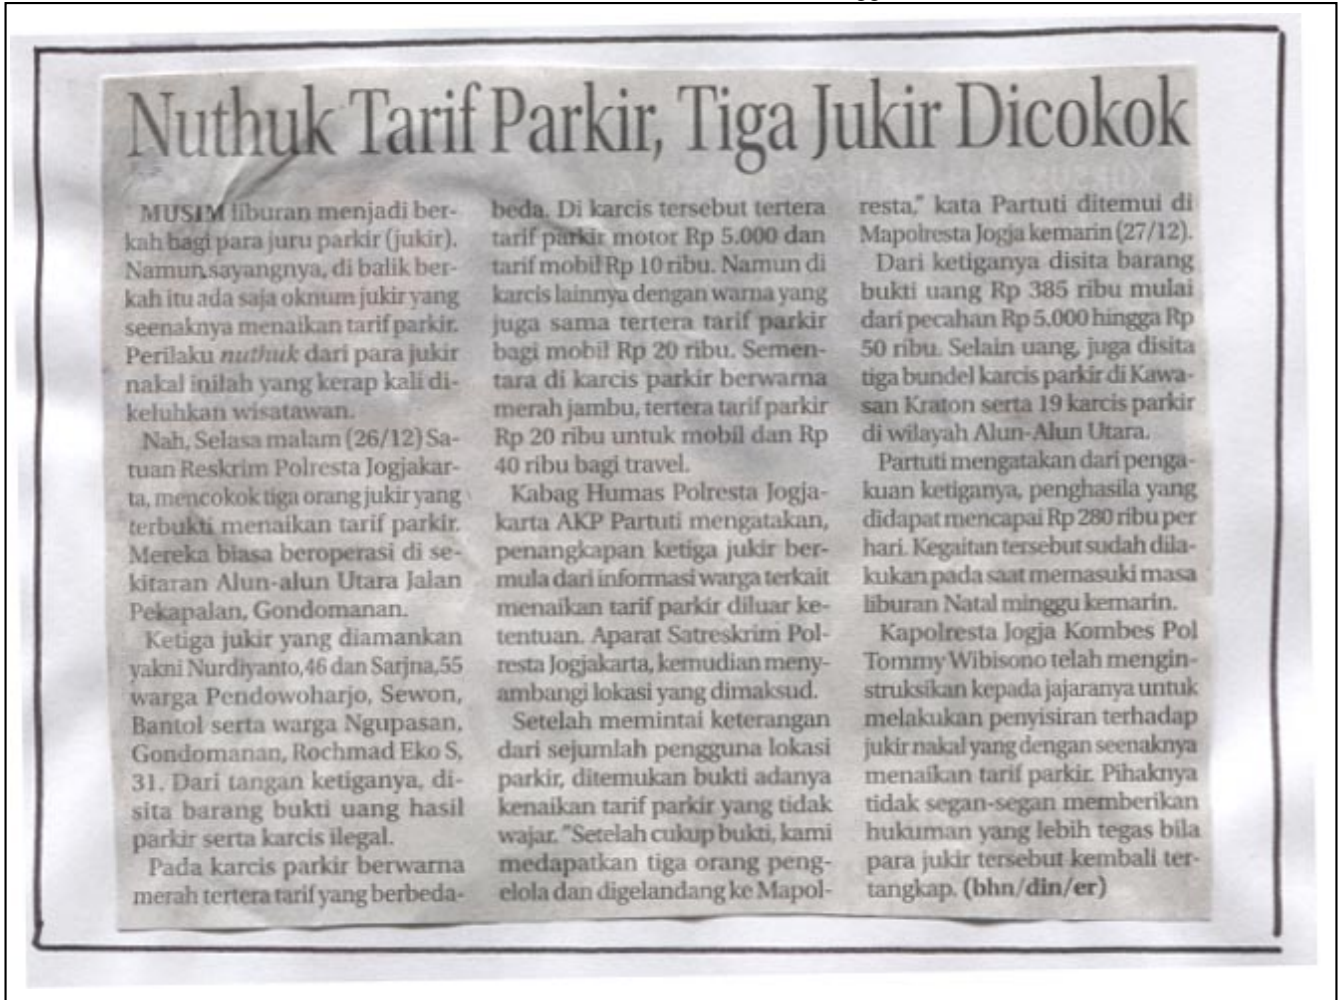 Nuthuk Tarif Parkir, Tiga Jukir Dicokok
MUSIM liburan menjadi ber-
kah bagi para juru parkir (jukir).
Namun,sayangnya, di balik ber-
kah itu ada saja oknum jukir yang
seenaknya menaikan tarif parkir.
Perilaku nuthuk dari para jukir
nakal inilah yang kerap kali di-
keluhkan wisatawan.
Nah, Selasa malam (26/12) Sa-
tuan Reskrim Polresta Jogjakar-
ta, mencokok tiga orang jukir yang
terbukti menaikan tarif parkir.
Mereka biasa beroperasi di se-
kitaran Alun-alun Utara Jalan
Pekapalan, Gondomanan.
Ketiga jukir yang diamankan
yakni Nurdiyanto,46 dan Sarjna,55
warga Pendowoharjo, Sewon,
Bantol serta warga Ngupasan,
Gondomanan, Rochmad Eko S,
31. Dari tangan ketiganya, di-
sita barang bukti uang hasil
parkir serta karcis ilegal.
Pada karcis parkir berwarna
merah tertera tarif yang berbeda-
beda. Di karcis tersebut tertera
tarif parkir motor Rp 5.000 dan
tarif mobil Rp 10 ribu. Namun di
karcis lainnya dengan warna yang
juga sama tertera tarif parkir
bagi mobil Rp 20 ribu. Semen-
tara di karcis parkir berwarna
merah jambu, tertera tarif parkir
Rp 20 ribu untuk mobil dan Rp
40 ribu bagi travel.
Kabag Humas Polresta Jogja-
karta AKP Partuti mengatakan,
penangkapan ketiga jukir ber-
mula dari informasi warga terkait
menaikan tarif parkir diluar ke-
tentuan. Aparat Satreskrim Pol-
resta Jogjakarta, kemudian meny-
ambangi lokasi yang dimaksud.
Setelah memintai keterangan
dari sejumlah pengguna lokasi
parkir, ditemukan bukti adanya
kenaikan tarif parkir yang tidak
wajar. "Setelah cukup bukti, kami
medapatkan tiga orang peng-
elola dan digelandang ke Mapol-
resta," kata Partuti ditemui di
Mapolresta Jogja kemarin (27/12).
Dari ketiganya disita barang
bukti uang Rp 385 ribu mulai
dari pecahan Rp 5.000 hingga Rp
50 ribu. Selain uang, juga disita
tiga bundel karcis parkir di Kawa-
san Kraton serta 19 karcis parkir
di wilayah Alun-Alun Utara.
Partuti mengatakan dari penga-
kuan ketiganya, penghasila yang
didapat mencapai Rp 280 ribu per
hari. Kegaitan tersebut sudah dila-
kukan pada saat memasuki masa
liburan Natal minggu kemarin.
Kapolresta Jogja Kombes Pol
Tommy Wibisono telah mengin-
struksikan kepada jajaranya untuk
melakukan penyisiran terhadap
jukir nakal yang dengan seenaknya
menaikan tarif parkir. Pihaknya
tidak segan-segan memberikan
hukuman yang lebih tegas bila
para jukir tersebut kembali ter-
tangkap. (bhn/din/er)